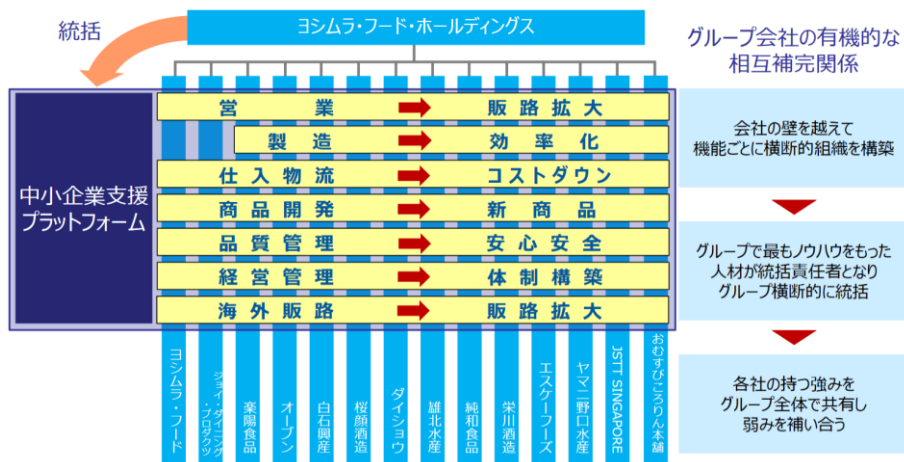 統括
ヨシムラ・フード・ホールディングス
グループ会社の有機的な
相互補完関係
中小企業支援
プラットフォーム
営業 販路拡大
製造 効率化
仕入物流 コストダウン
商品開発 新商品
品質管理 安心安全
経営管理 体制構築
海外販路 販路拡大
ヨシムラ・フード
ジョイ・ダイニング
・プロダクツ
楽陽食品
オーブン
白石興産
桜顔酒造
ダイショウ
雄北水産
純和食品
栄川酒造
エスケーフーズ
ヤマニ野口水産
JSTT SINGAPORE
おむすびころりん本舗
会社の壁を越えて
機能ごとに横断的組織を構築
グループで最もノウハウをもった
人材が統括責任者となり
グループ横断的に統括
各社の持つ強みを
グループ全体で共有し
弱みを補い合う